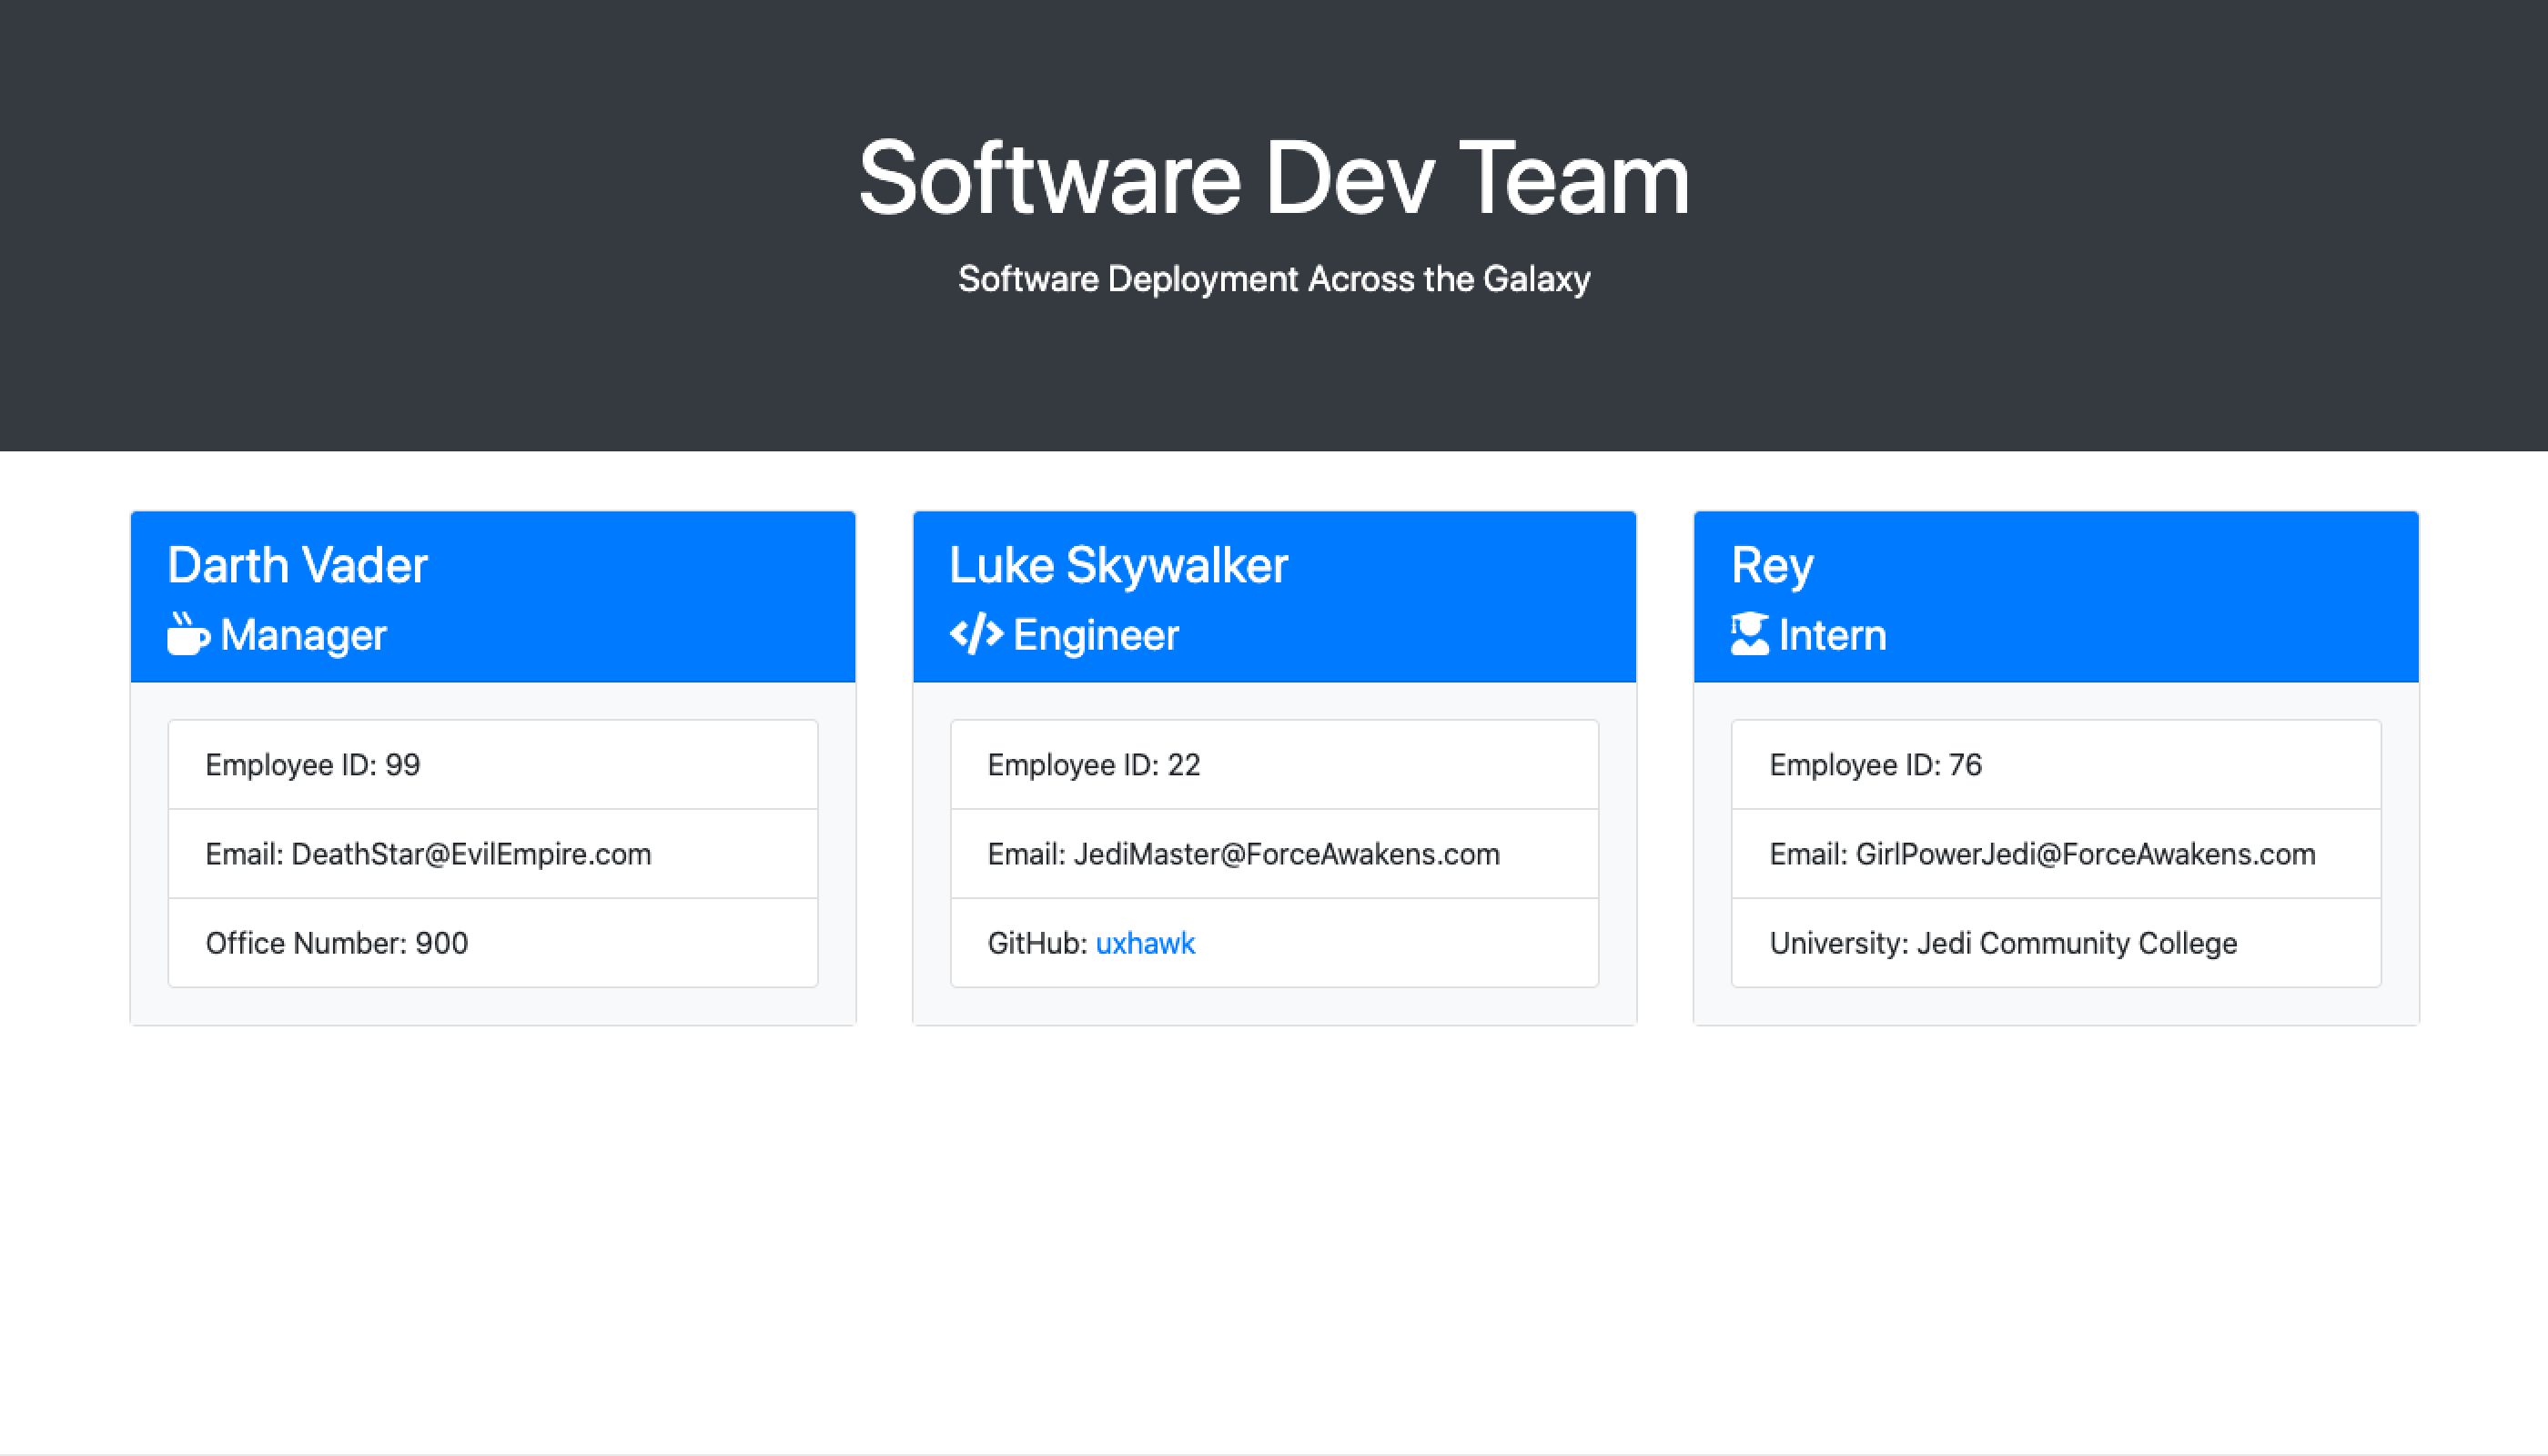 Software Dev Team
Software Deployment Across the Galaxy
Darth Vader
Manager
Employee ID: 99
Email: DeathStar@EvilEmpire.com
Office Number: 900
Luke Skywalker
Engineer
Employee ID: 22
Email: JediMaster@ForceAwakens.com
GitHub: uxhawk
Rey
Intern
Employee ID: 76
Email: GirlPowerJedi@ForceAwakens.com
University: Jedi Community College